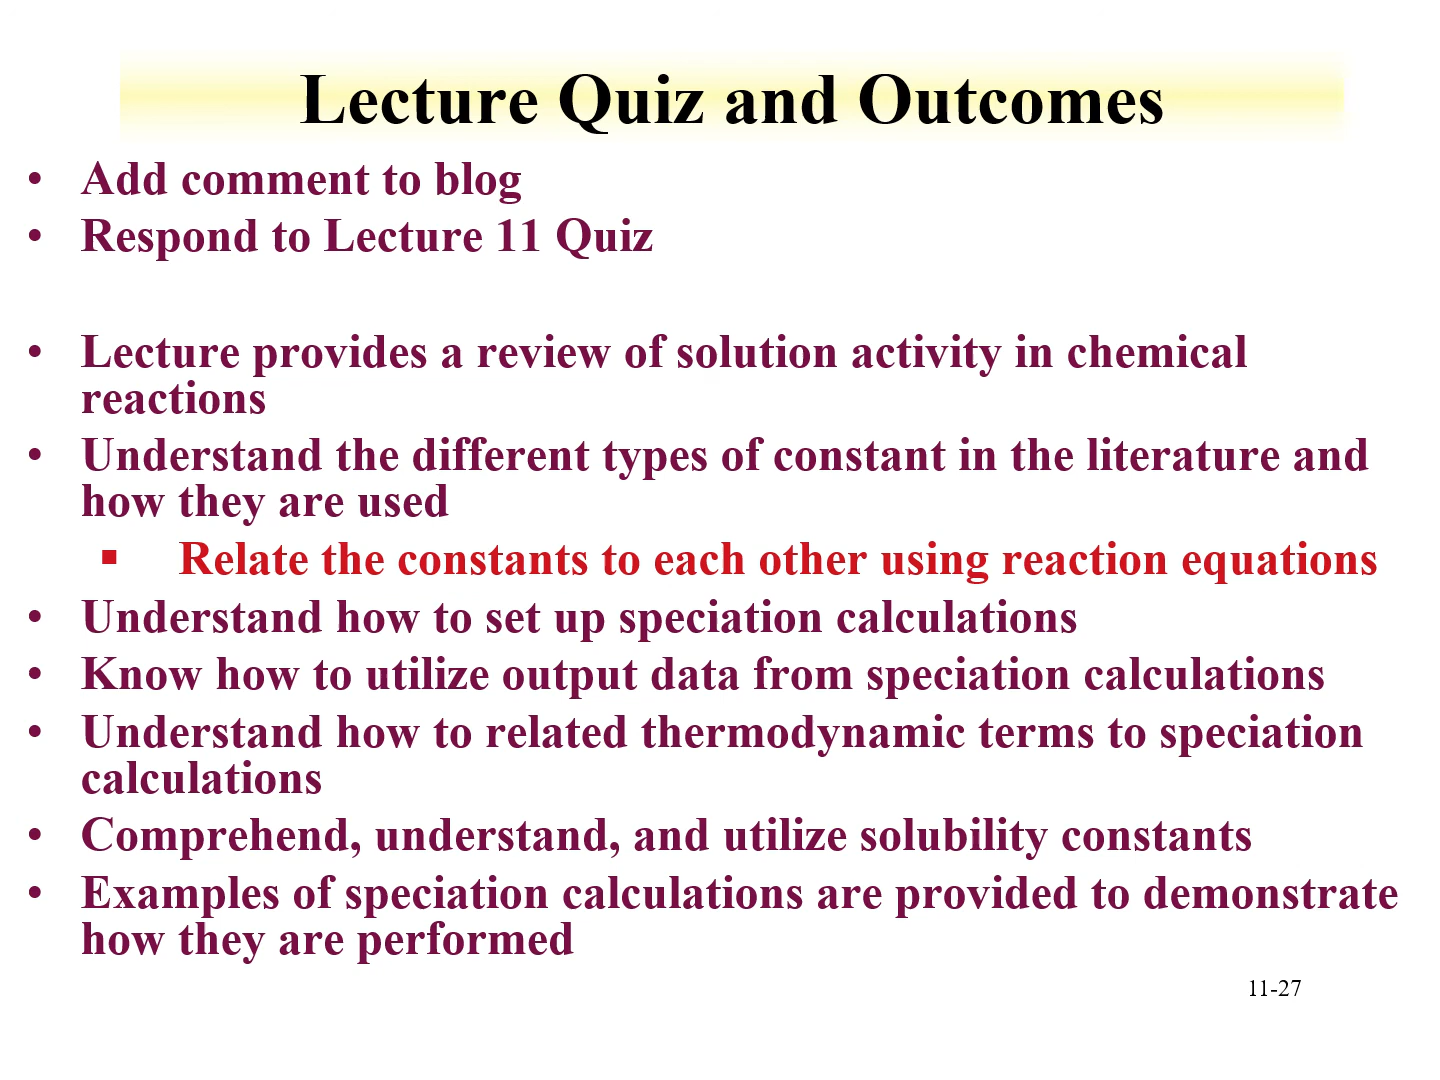 Lecture Quiz and Outcomes
• Add comment to blog
• Respond to Lecture 11 Quiz
• Lecture provides a review of solution activity in chemical
reactions
• Understand the different types of constant in the literature and
how they are used
▪ Relate the constants to each other using reaction equations
• Understand how to set up speciation calculations
• Know how to utilize output data from speciation calculations
• Understand how to related thermodynamic terms to speciation
calculations
• Comprehend, understand, and utilize solubility constants
• Examples of speciation calculations are provided to demonstrate
how they are performed
11-27